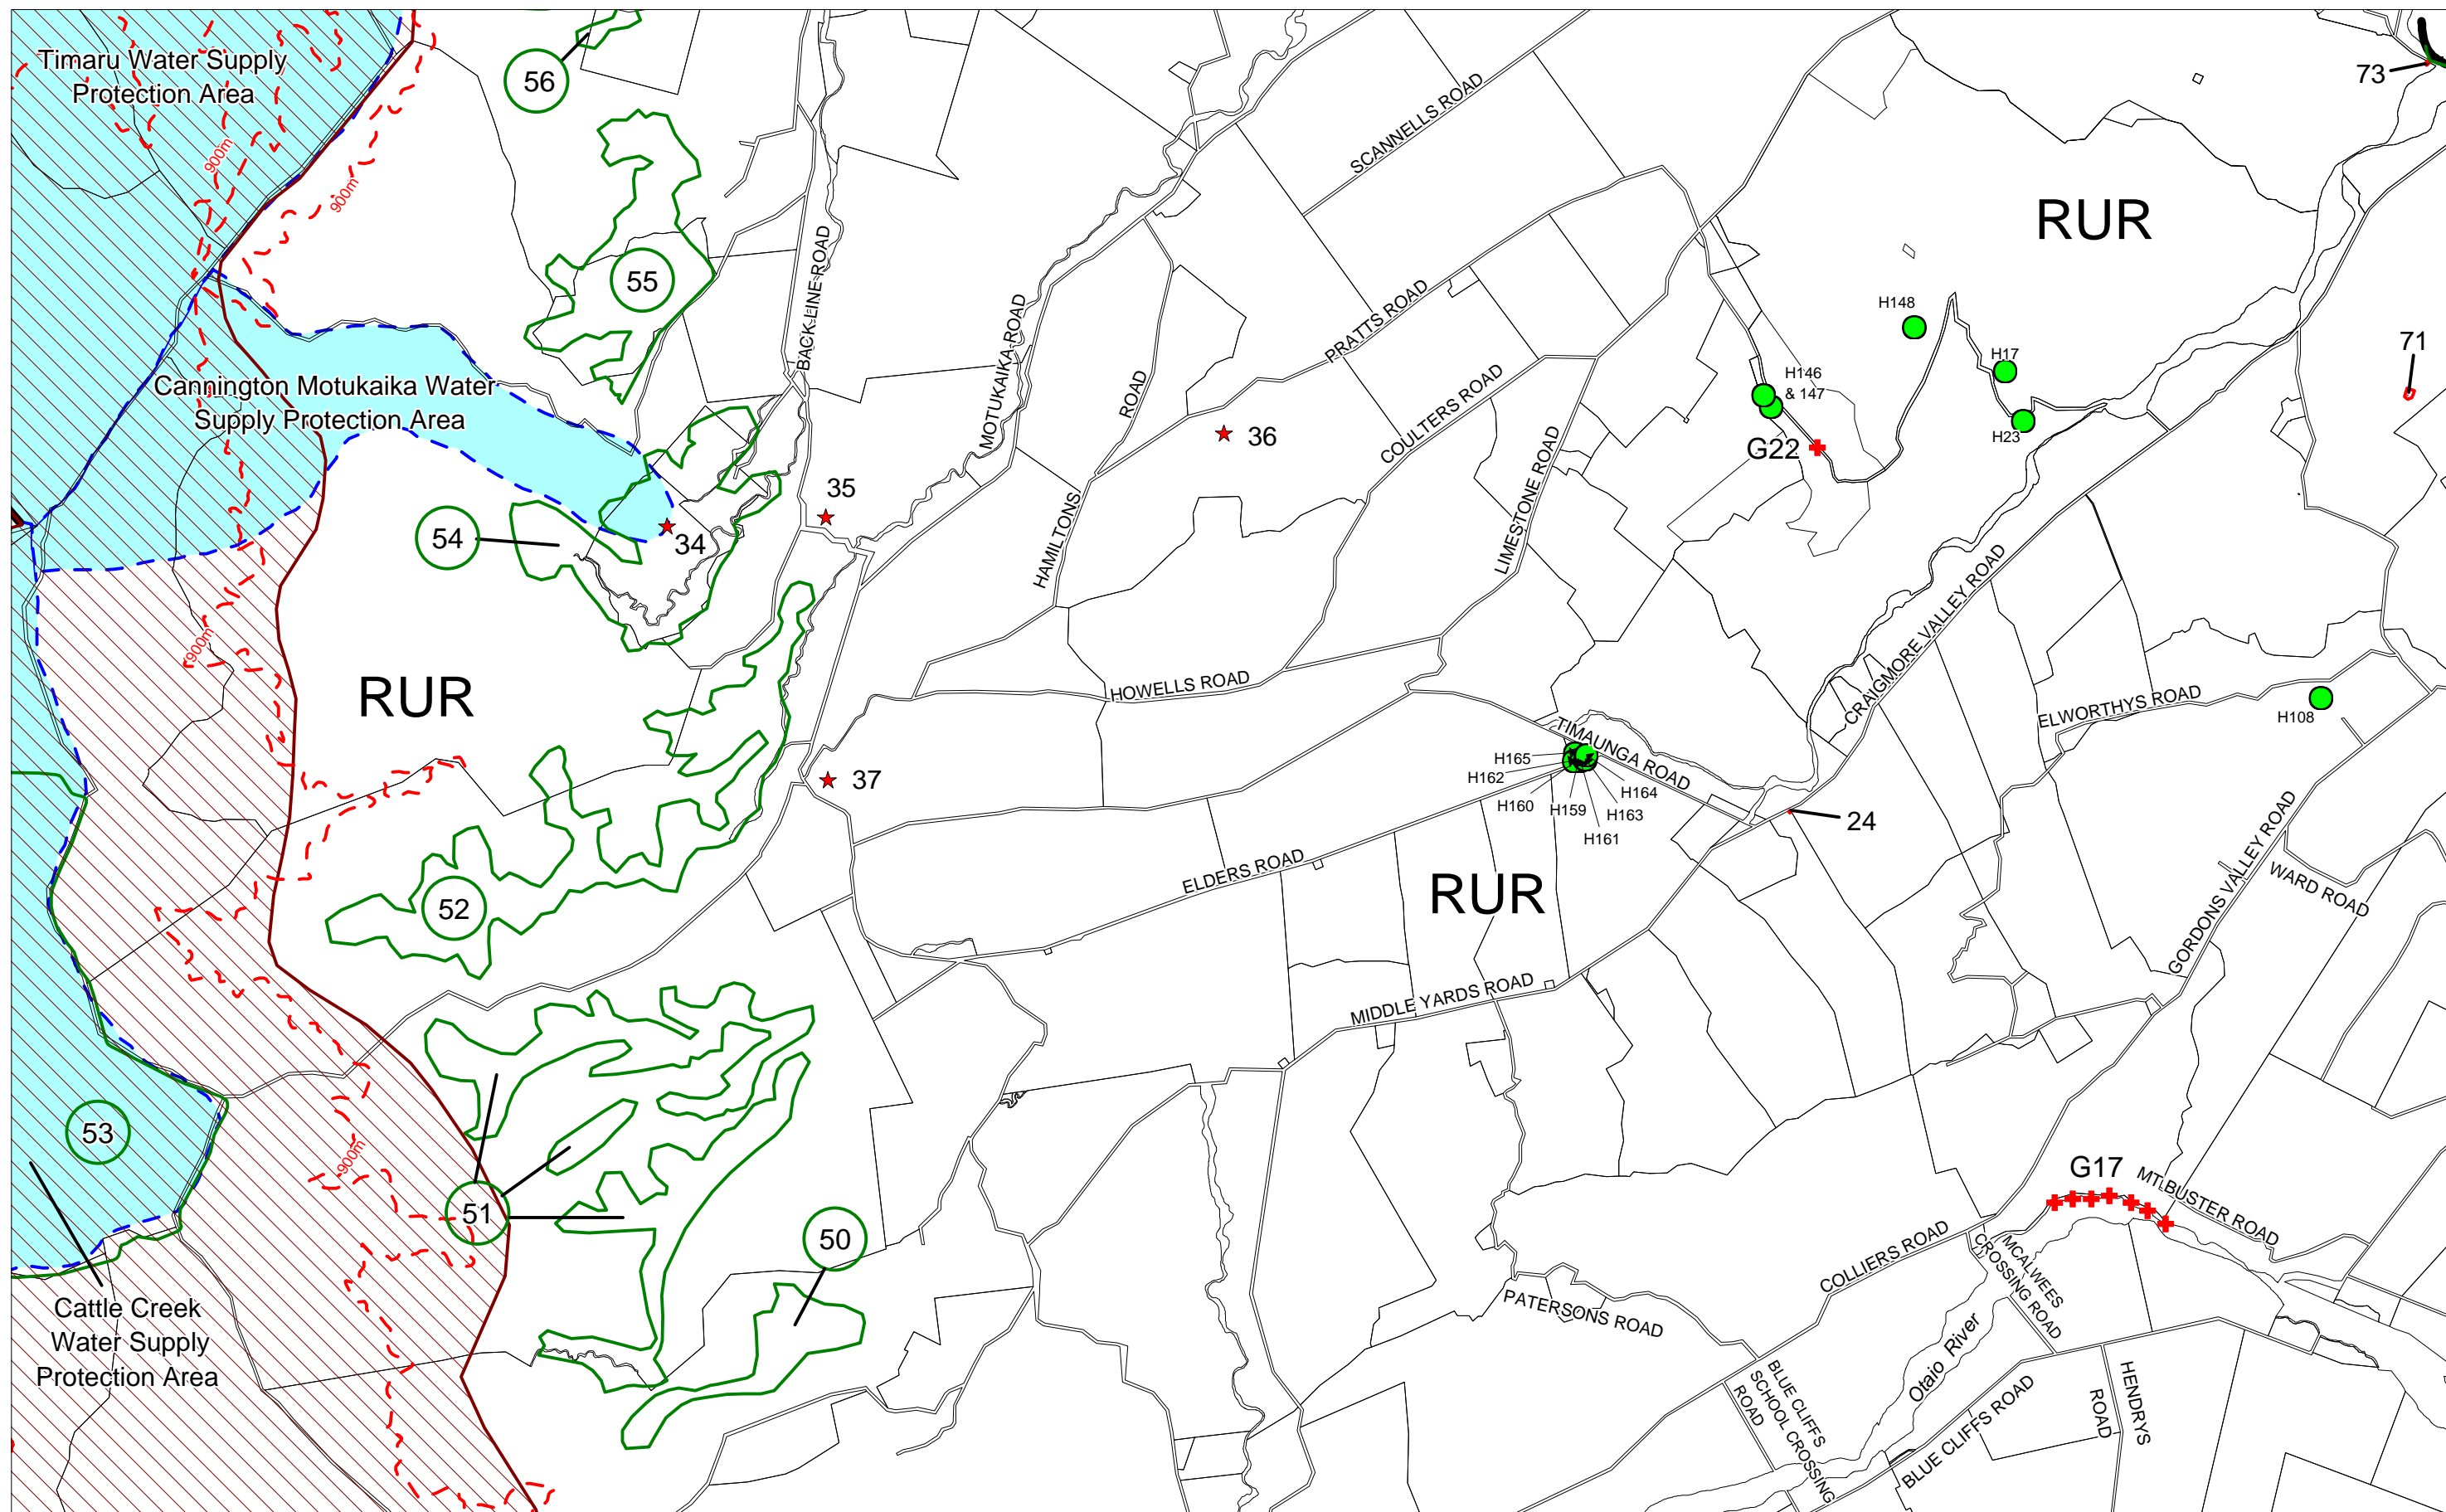 Timaru Water Supply
Protection Area
56
73
SCANNELLS ROAD
900m
900m
RUR
BACK LINE ROAD
55
MOTUKAIKA ROAD
PRATTS ROAD
H148
H17
71
Cannington Motukaika Water
Supply Protection Area
H146
& 147
ROAD
COULTERS ROAD
H23
36
G22
LIMESTONE ROAD
35
54
34
HAMILTONS
CRAIGMORE VALLEY ROAD
900m
RUR
HOWELLS ROAD
ELWORTHYS ROAD
H108
TIMAUNGA ROAD
H165
H162
37
H160
H159
H164
H163
H161
24
GORDONS VALLEY ROAD
ELDERS ROAD
WARD ROAD
RUR
52
MIDDLE YARDS ROAD
53
900m
G17
MT.BUSTER ROAD
51
50
COLLIERS ROAD
MCALWEES
CROSSING ROAD
Cattle Creek
Water Supply
Protection Area
PATERSONS ROAD
Otaio River
BLUE CLIFFS
SCHOOL CROSSING
ROAD
BLUE CLIFFS ROAD
HENDRYS
ROAD